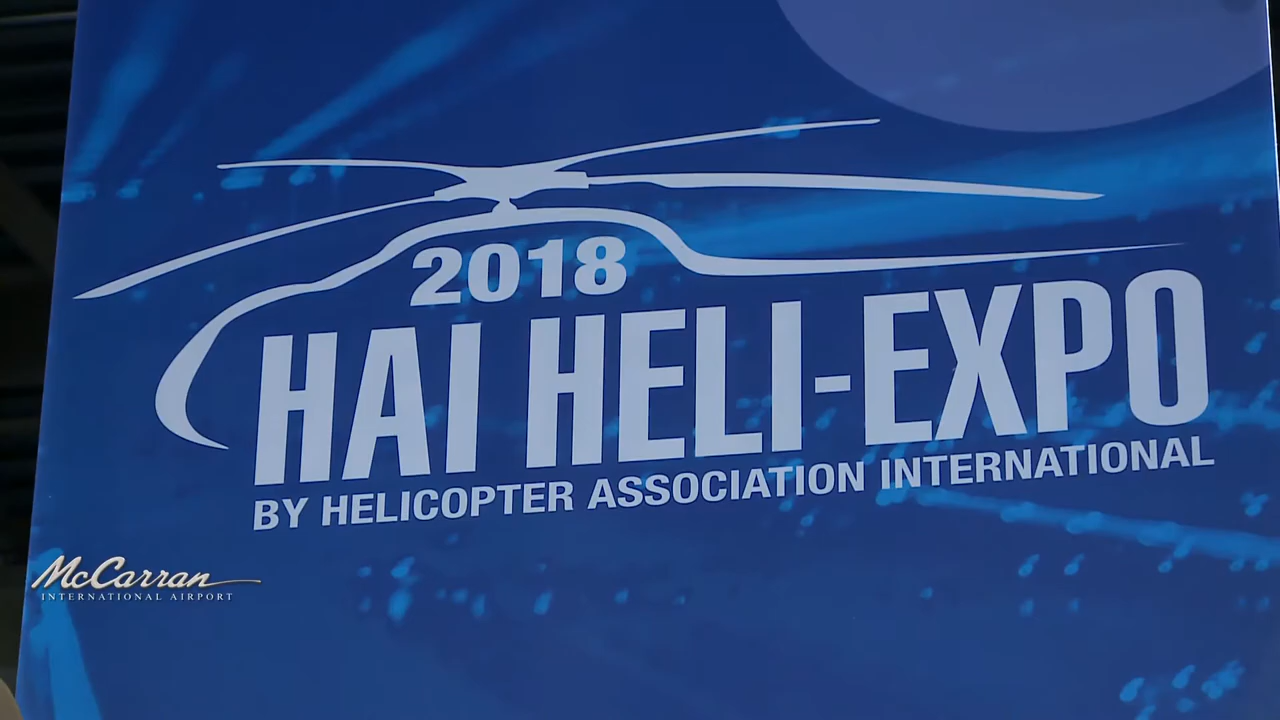 2018
HAI HELI-EXPO
BY HELICOPTER ASSOCIATION INTERNATIONAL
McCarran
INTERNATIONAL AIRPORT